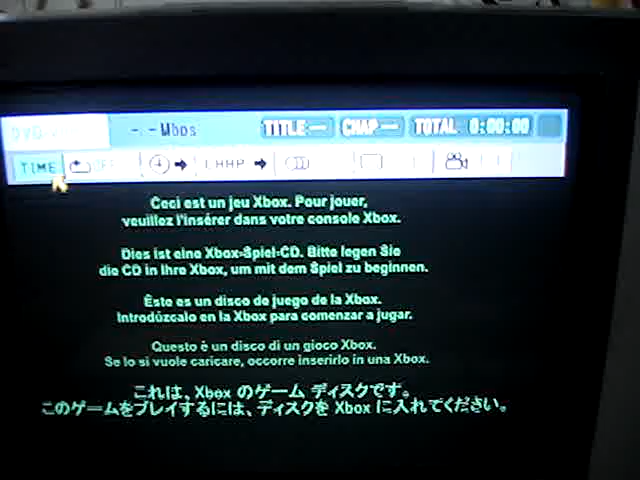 -.-Mbps TITLE-- CHAP-- TOTAL 0:00:00
TIME OFF CHAP
Ceci est un jeu Xbox. Pour jouer,
veuillez l'insérer dans votre console Xbox.
Dies ist eine Xbox-Spiel-CD. Bitte legen Sie
die CD in Ihre Xbox, um mit dem Spiel zu beginnen.
Éste es un disco de juego de la Xbox.
Introdúzcalo en la Xbox para comenzar a jugar.
Questo è un disco di un gioco Xbox.
Se lo si vuole caricare, occorre inserirlo in una Xbox.
これは、Xbox のゲーム ディスクです。
このゲームをプレイするには、ディスクを Xbox に入れてください。